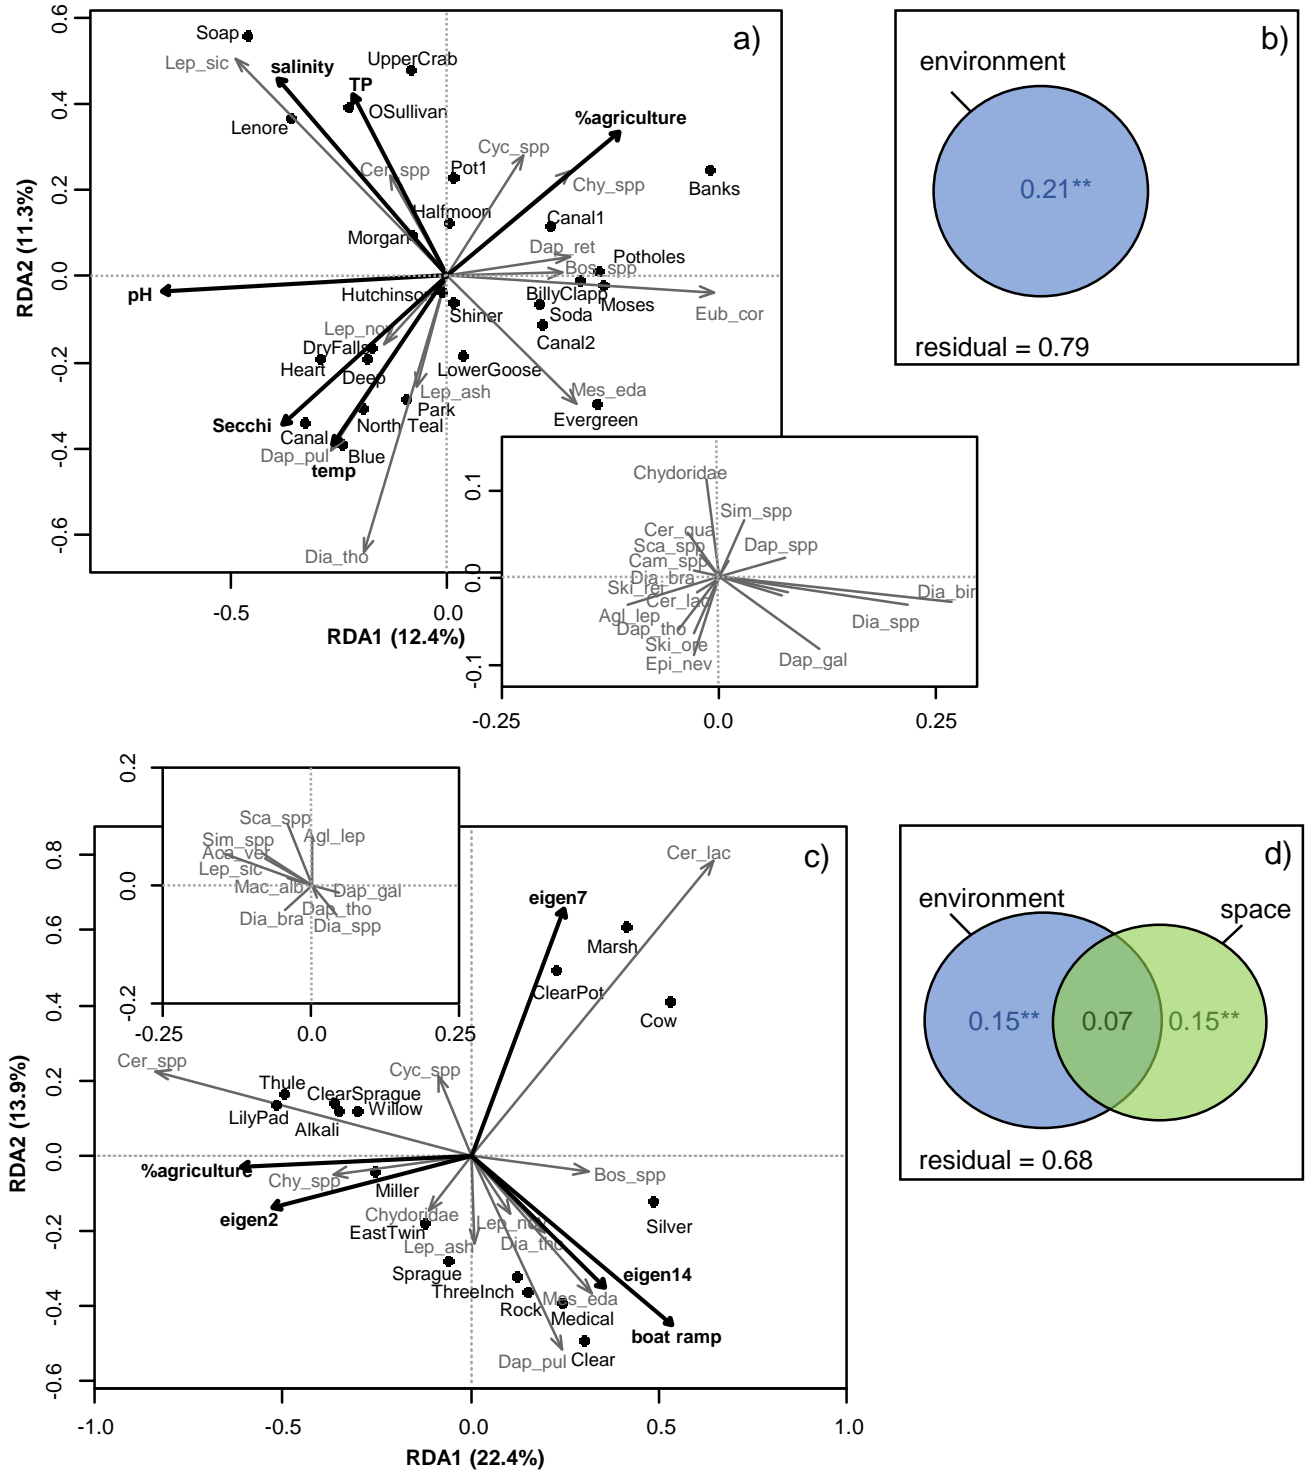 a)
RDA2 (11.3%)
0.6
0.4
0.2
0.0
-0.2
-0.4
-0.6
Soap
Lep_sic
salinity
UpperCrab
TP
OSullivan
Lenore
%agriculture
Cyc_spp
Cer_spp
Pot1
Chy_spp
Banks
Halfmoon
Canal1
Morgan
Dap_ret
Potholes
Bos_spp
pH
Hutchinso
BillyClapp
Moses
Shiner
Soda
Eub_cor
Lep_nov
Canal2
DryFalls
Heart
Deep
LowerGoose
Lep_ash
Mes_eda
Park
Evergreen
Secchi
North Teal
Canal
Dap_pul
Blue
temp
Dia_tho
-0.5
0.0
RDA1 (12.4%)
0.1
0.0
-0.1
Chydoridae
Sim_spp
Cer_qua
Sca_spp
Dap_spp
Cam_spp
Dia_bra
Ski_rei
Dia_bir
Cer_lac
Agl_lep
Dia_spp
Dap_tho
Ski_ore
Epi_nev
Dap_gal
-0.25
0.0
0.25
b)
environment
0.21**
residual = 0.79
0.2
0.0
-0.2
Sca_spp
Agl_lep
Sim_spp
Aca_ver
Lep_sic
Mac_alb
Dap_gal
Dap_tho
Dia_bra
Dia_spp
-0.25
0.0
0.25
c)
RDA2 (13.9%)
0.8
0.6
0.4
0.2
0.0
-0.2
-0.4
-0.6
Cer_lac
eigen7
Marsh
ClearPot
Cow
Cer_spp
Cyc_spp
Thule
ClearSprague
LilyPad
Willow
Alkali
%agriculture
Chy_spp
Bos_spp
Miller
eigen2
Chydoridae
Lep_nov
Silver
EastTwin
Lep_ash
Dia_tho
Sprague
eigen14
ThreeInch
Mes_eda
Rock
Medical
boat ramp
Dap_pul
Clear
-1.0
-0.5
0.0
0.5
1.0
RDA1 (22.4%)
d)
environment
space
0.15**
0.07
0.15**
residual = 0.68